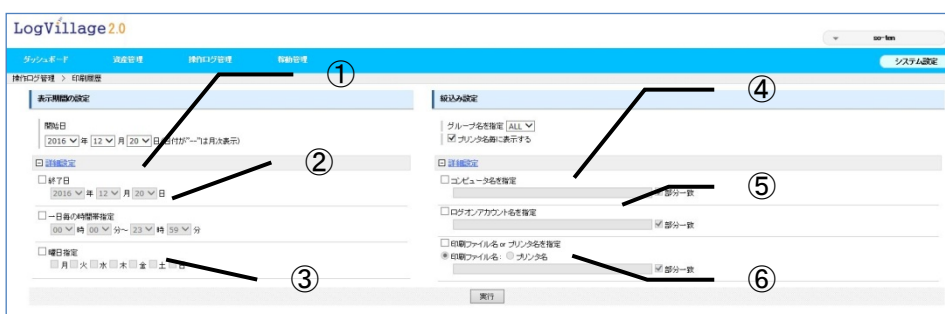 LogVillage 2.0
so-ten
ダッシュボード 資産管理 操作ログ管理 稼働管理 システム設定
操作ログ管理 > 印刷履歴
①
④
表示期間の設定 絞込み設定
開始日
2016 年 12 月 20 日(日付が"--"は月次表示)
グループ名を指定 ALL
プリンタ名毎に表示する
詳細設定
②
終了日
2016 年 12 月 20 日
一日毎の時間帯指定
00 時 00 分~ 23 時 59 分
曜日指定
月 火 水 木 金 土 日
③
詳細設定
コンピュータ名を指定
部分一致
⑤
ログオンアカウント名を指定
部分一致
印刷ファイル名 or プリンタ名を指定
印刷ファイル名: プリンタ名
部分一致
⑥
実行